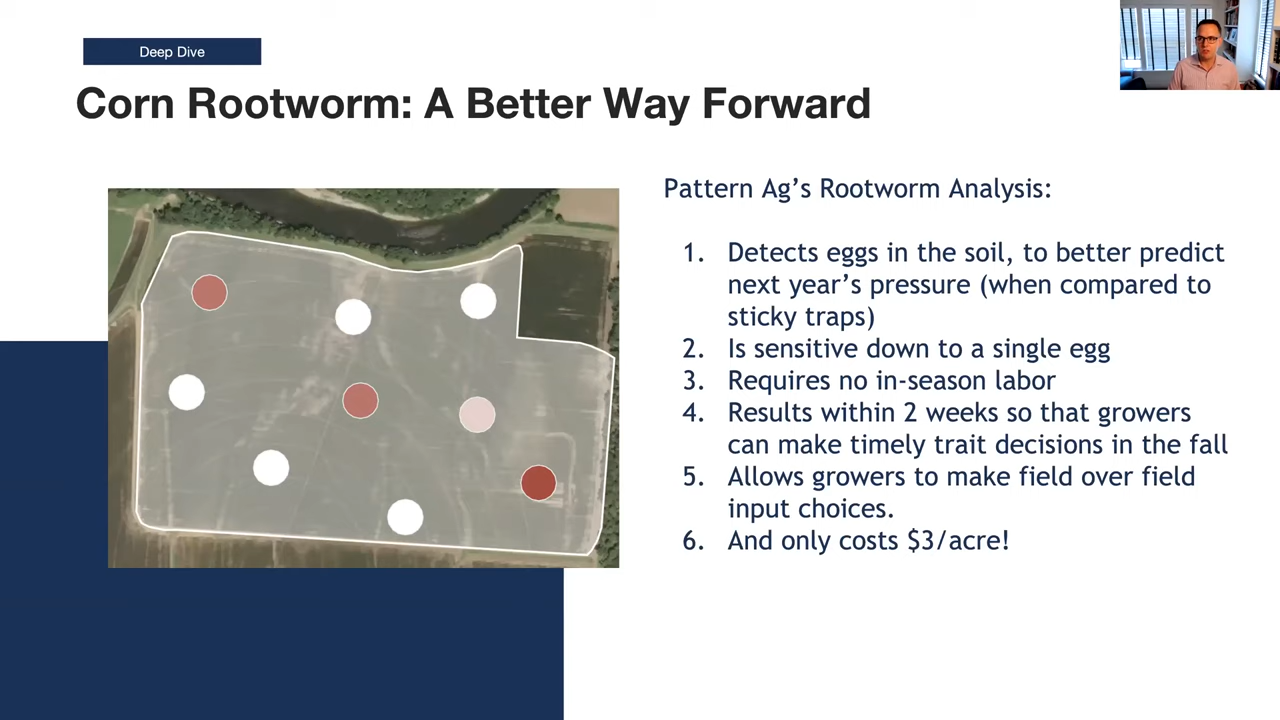 Deep Dive
Corn Rootworm: A Better Way Forward
Pattern Ag’s Rootworm Analysis:
1. Detects eggs in the soil, to better predict
next year’s pressure (when compared to
sticky traps)
2. Is sensitive down to a single egg
3. Requires no in-season labor
4. Results within 2 weeks so that growers
can make timely trait decisions in the fall
5. Allows growers to make field over field
input choices.
6. And only costs $3/acre!